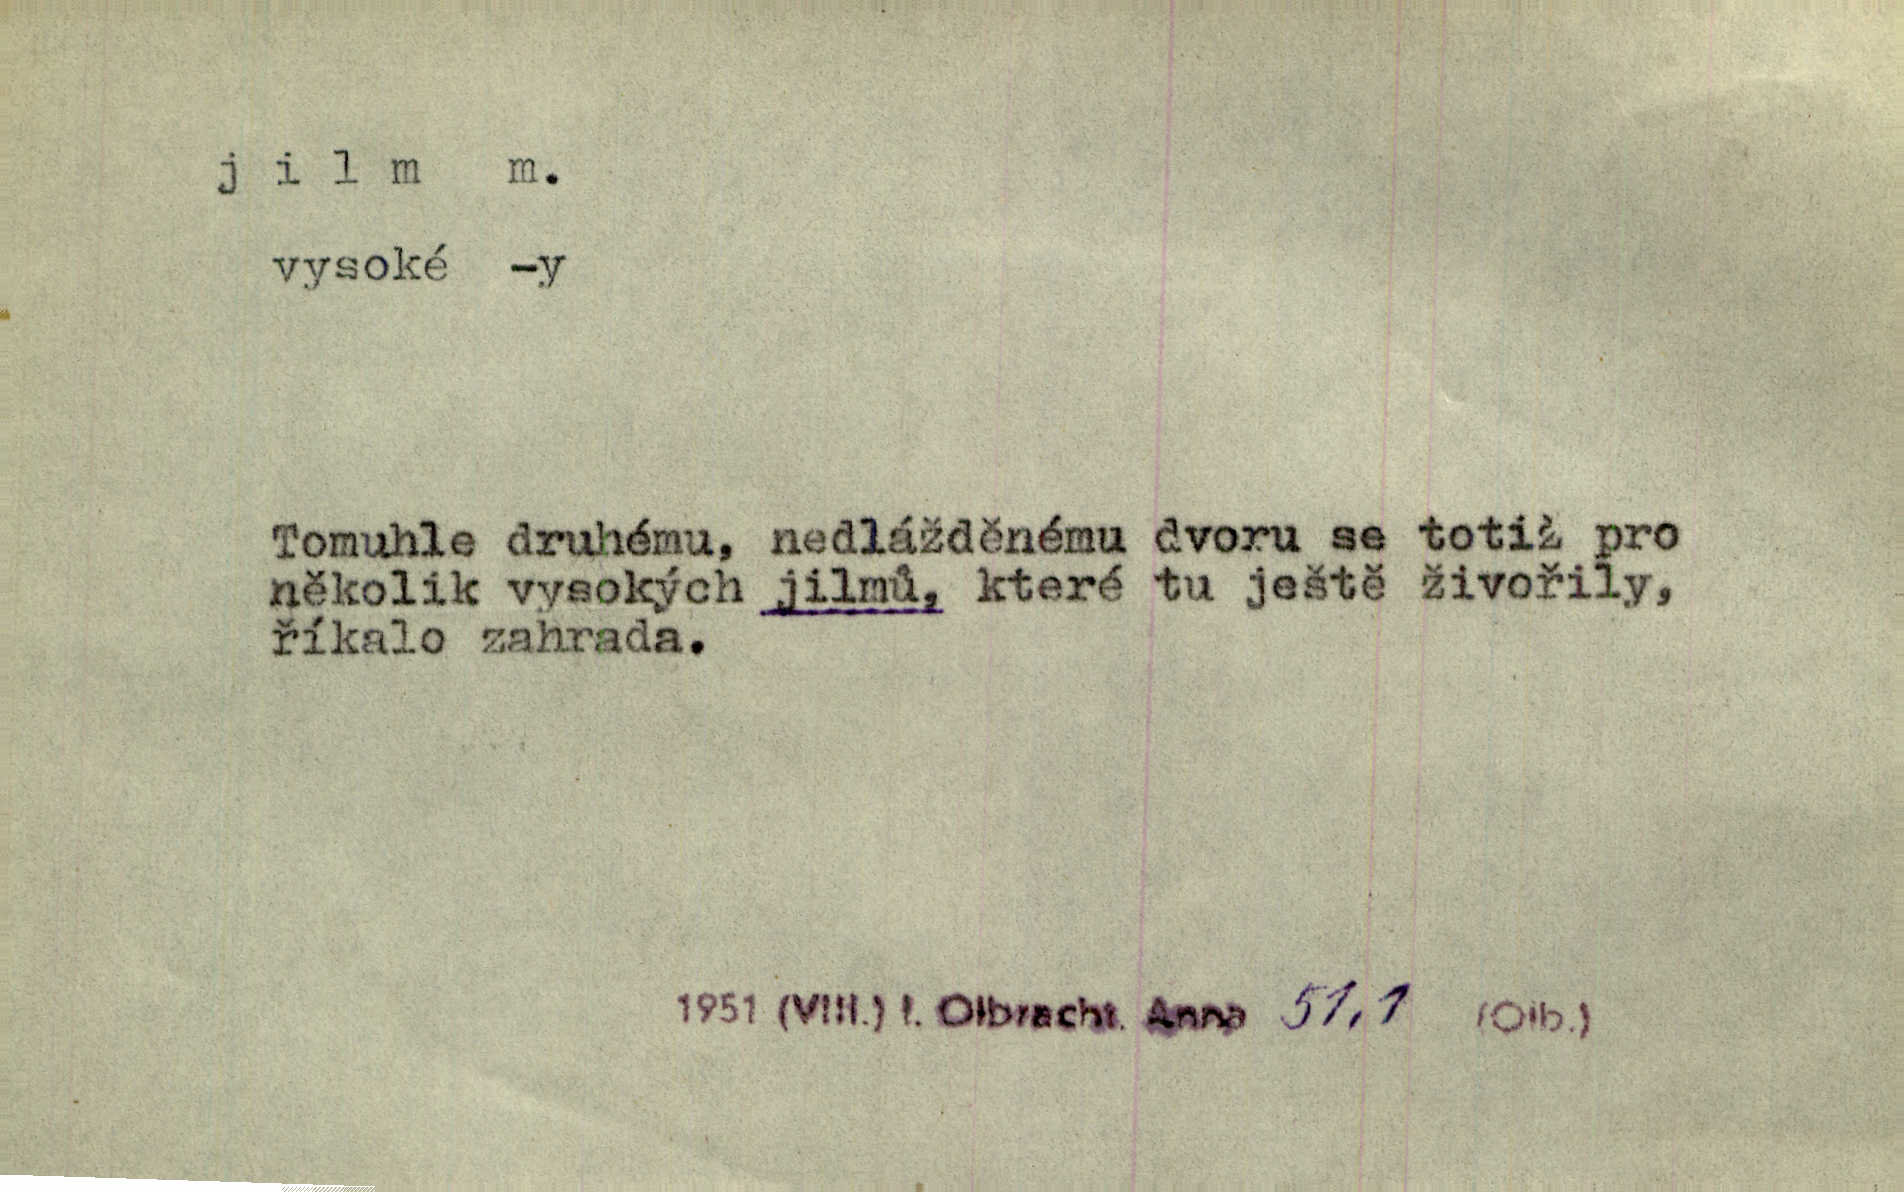 j i l m m.
vysoké -y
Tomuhle druhému, nedlážděnému dvoru se totiž pro
několik vysokých jilmů, které tu ještě živořily,
říkalo zahrada.
1951 (VIII.) I. Olbracht. Anna 51,1 (Olb.)